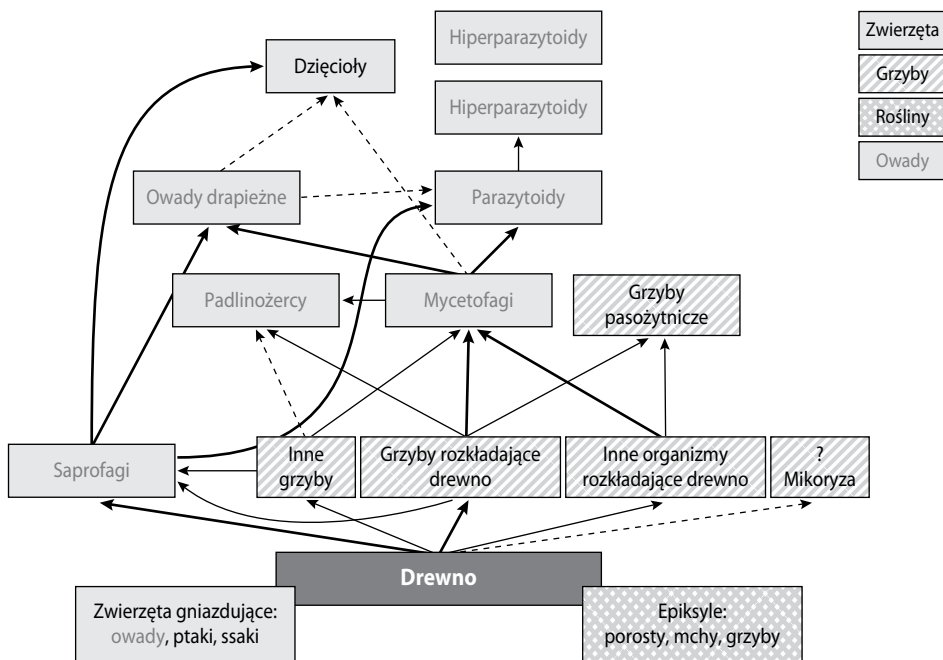 Hiperparazytoidy
Zwierzęta
Dzięcioły
Grzyby
Hiperparazytoidy
Rośliny
Owady
Owady drapieżne
Parazytoidy
Padlinożercy
Mycetofagi
Grzyby
pasożytnicze
Saprofagi
Inne
grzyby
Grzyby rozkładające
drewno
Inne organizmy
rozkładające drewno
?
Mikoryza
Drewno
Zwierzęta gniazdujące:
owady, ptaki, ssaki
Epiksyle:
porosty, mchy, grzyby